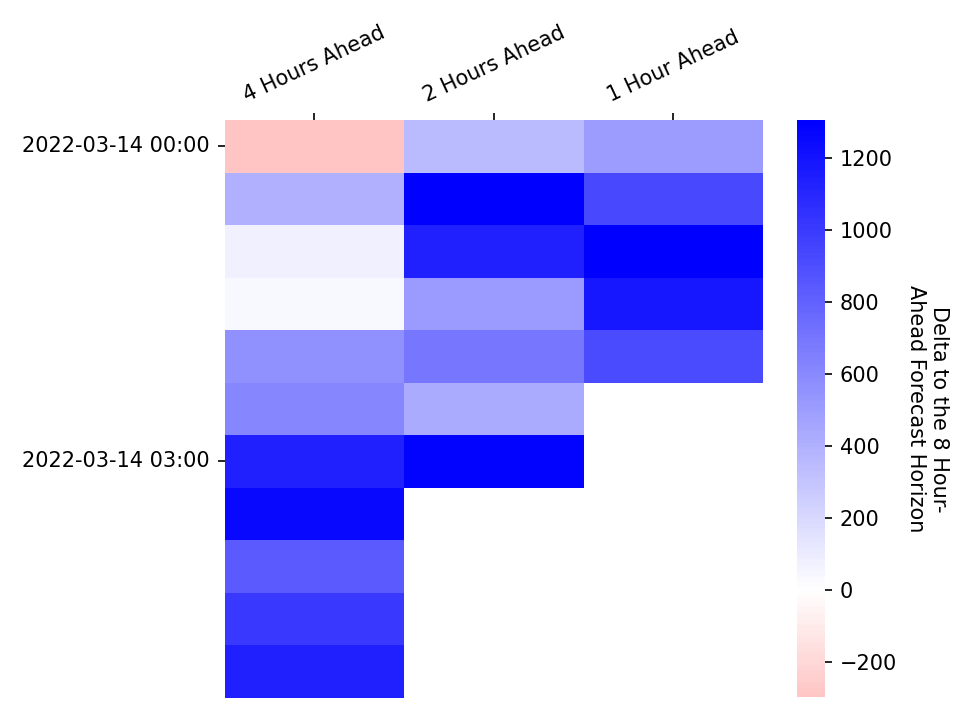 4 Hours Ahead
2 Hours Ahead
1 Hour Ahead
2022-03-14 00:00
2022-03-14 03:00
1200
1000
800
600
400
200
0
−200
Delta to the 8 Hour-
Ahead Forecast Horizon